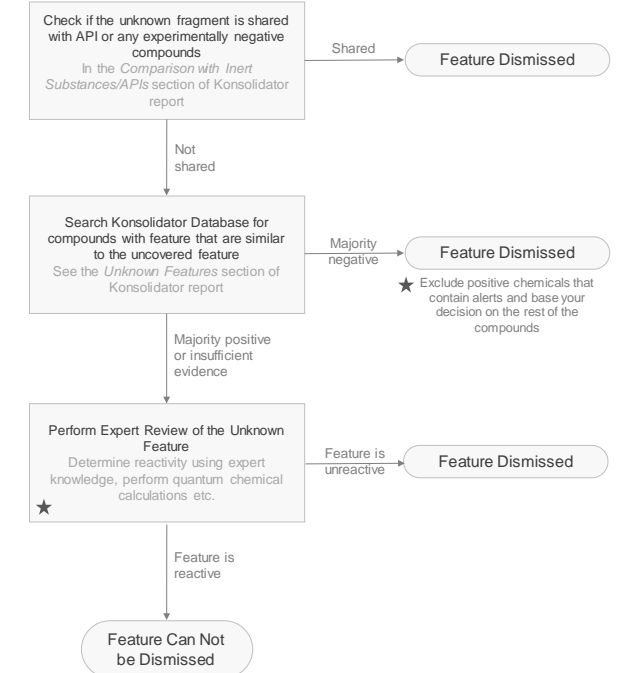 Check if the unknown fragment is shared
with API or any experimentally negative
compounds
In the Comparison with Inert
Substances/APIs section of Konsolidator
report
Shared
Feature Dismissed
Not
shared
Search Konsolidator Database for
compounds with feature that are similar
to the uncovered feature
See the Unknown Features section of
Konsolidator report
Majority
negative
Feature Dismissed
Exclude positive chemicals that
contain alerts and base your
decision on the rest of the
compounds
Majority positive
or insufficient
evidence
Perform Expert Review of the Unknown
Feature
Determine reactivity using expert
knowledge, perform quantum chemical
calculations etc.
Feature is
unreactive
Feature Dismissed
Feature is
reactive
Feature Can Not
be Dismissed